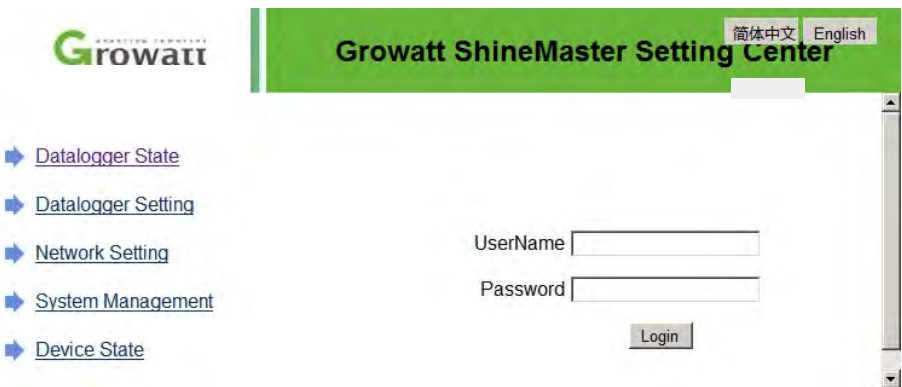 Growatt
Growatt ShineMaster Setting Center
简体中文 English
Datalogger State
Datalogger Setting
Network Setting
System Management
Device State
UserName
Password
Login